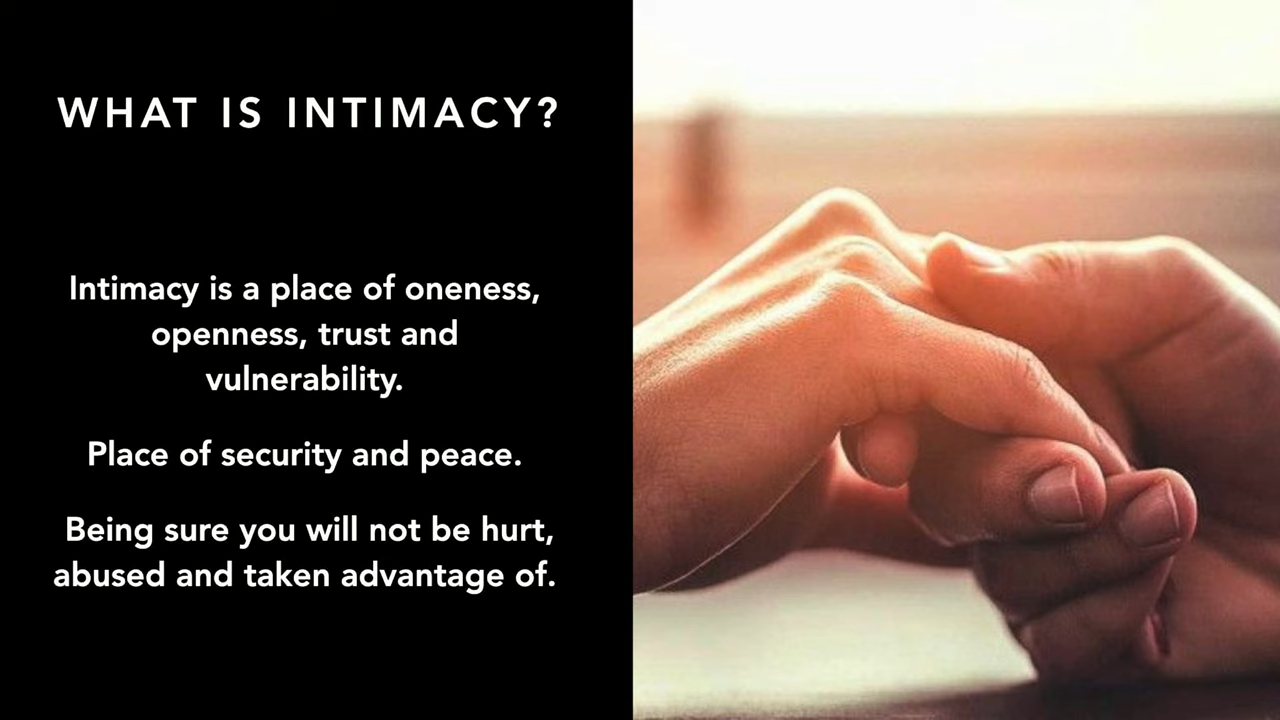 WHAT IS INTIMACY?
Intimacy is a place of oneness,
openness, trust and
vulnerability.
Place of security and peace.
Being sure you will not be hurt,
abused and taken advantage of.